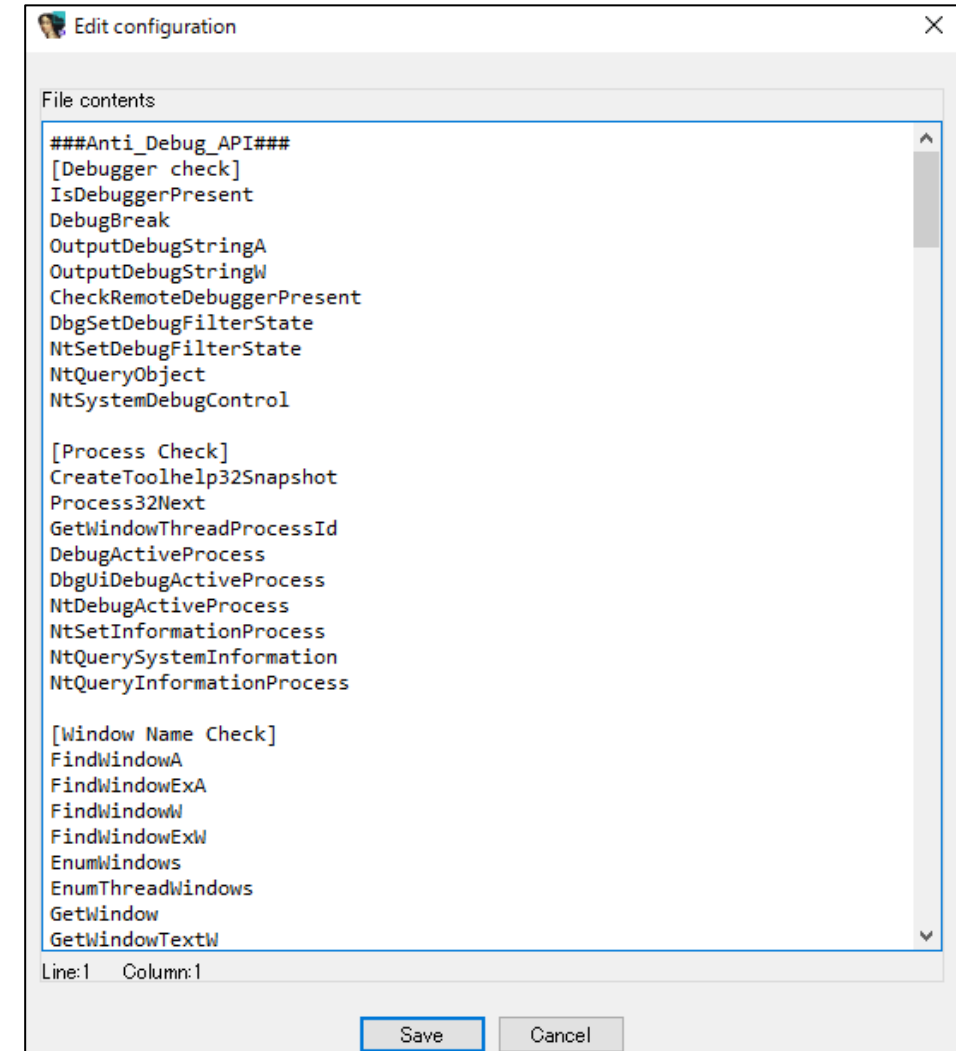 Edit configuration
File contents
###Anti_Debug_API###
[Debugger check]
IsDebuggerPresent
DebugBreak
OutputDebugStringA
OutputDebugStringW
CheckRemoteDebuggerPresent
DbgSetDebugFilterState
NtSetDebugFilterState
NtQueryObject
NtSystemDebugControl

[Process Check]
CreateToolhelp32Snapshot
Process32Next
GetWindowThreadProcessId
DebugActiveProcess
DbgUiDebugActiveProcess
NtDebugActiveProcess
NtSetInformationProcess
NtQuerySystemInformation
NtQueryInformationProcess

[Window Name Check]
FindWindowA
FindWindowExA
FindWindowW
FindWindowExW
EnumWindows
EnumThreadWindows
GetWindow
GetWindowTextW
Line:1 Column:1
Save Cancel